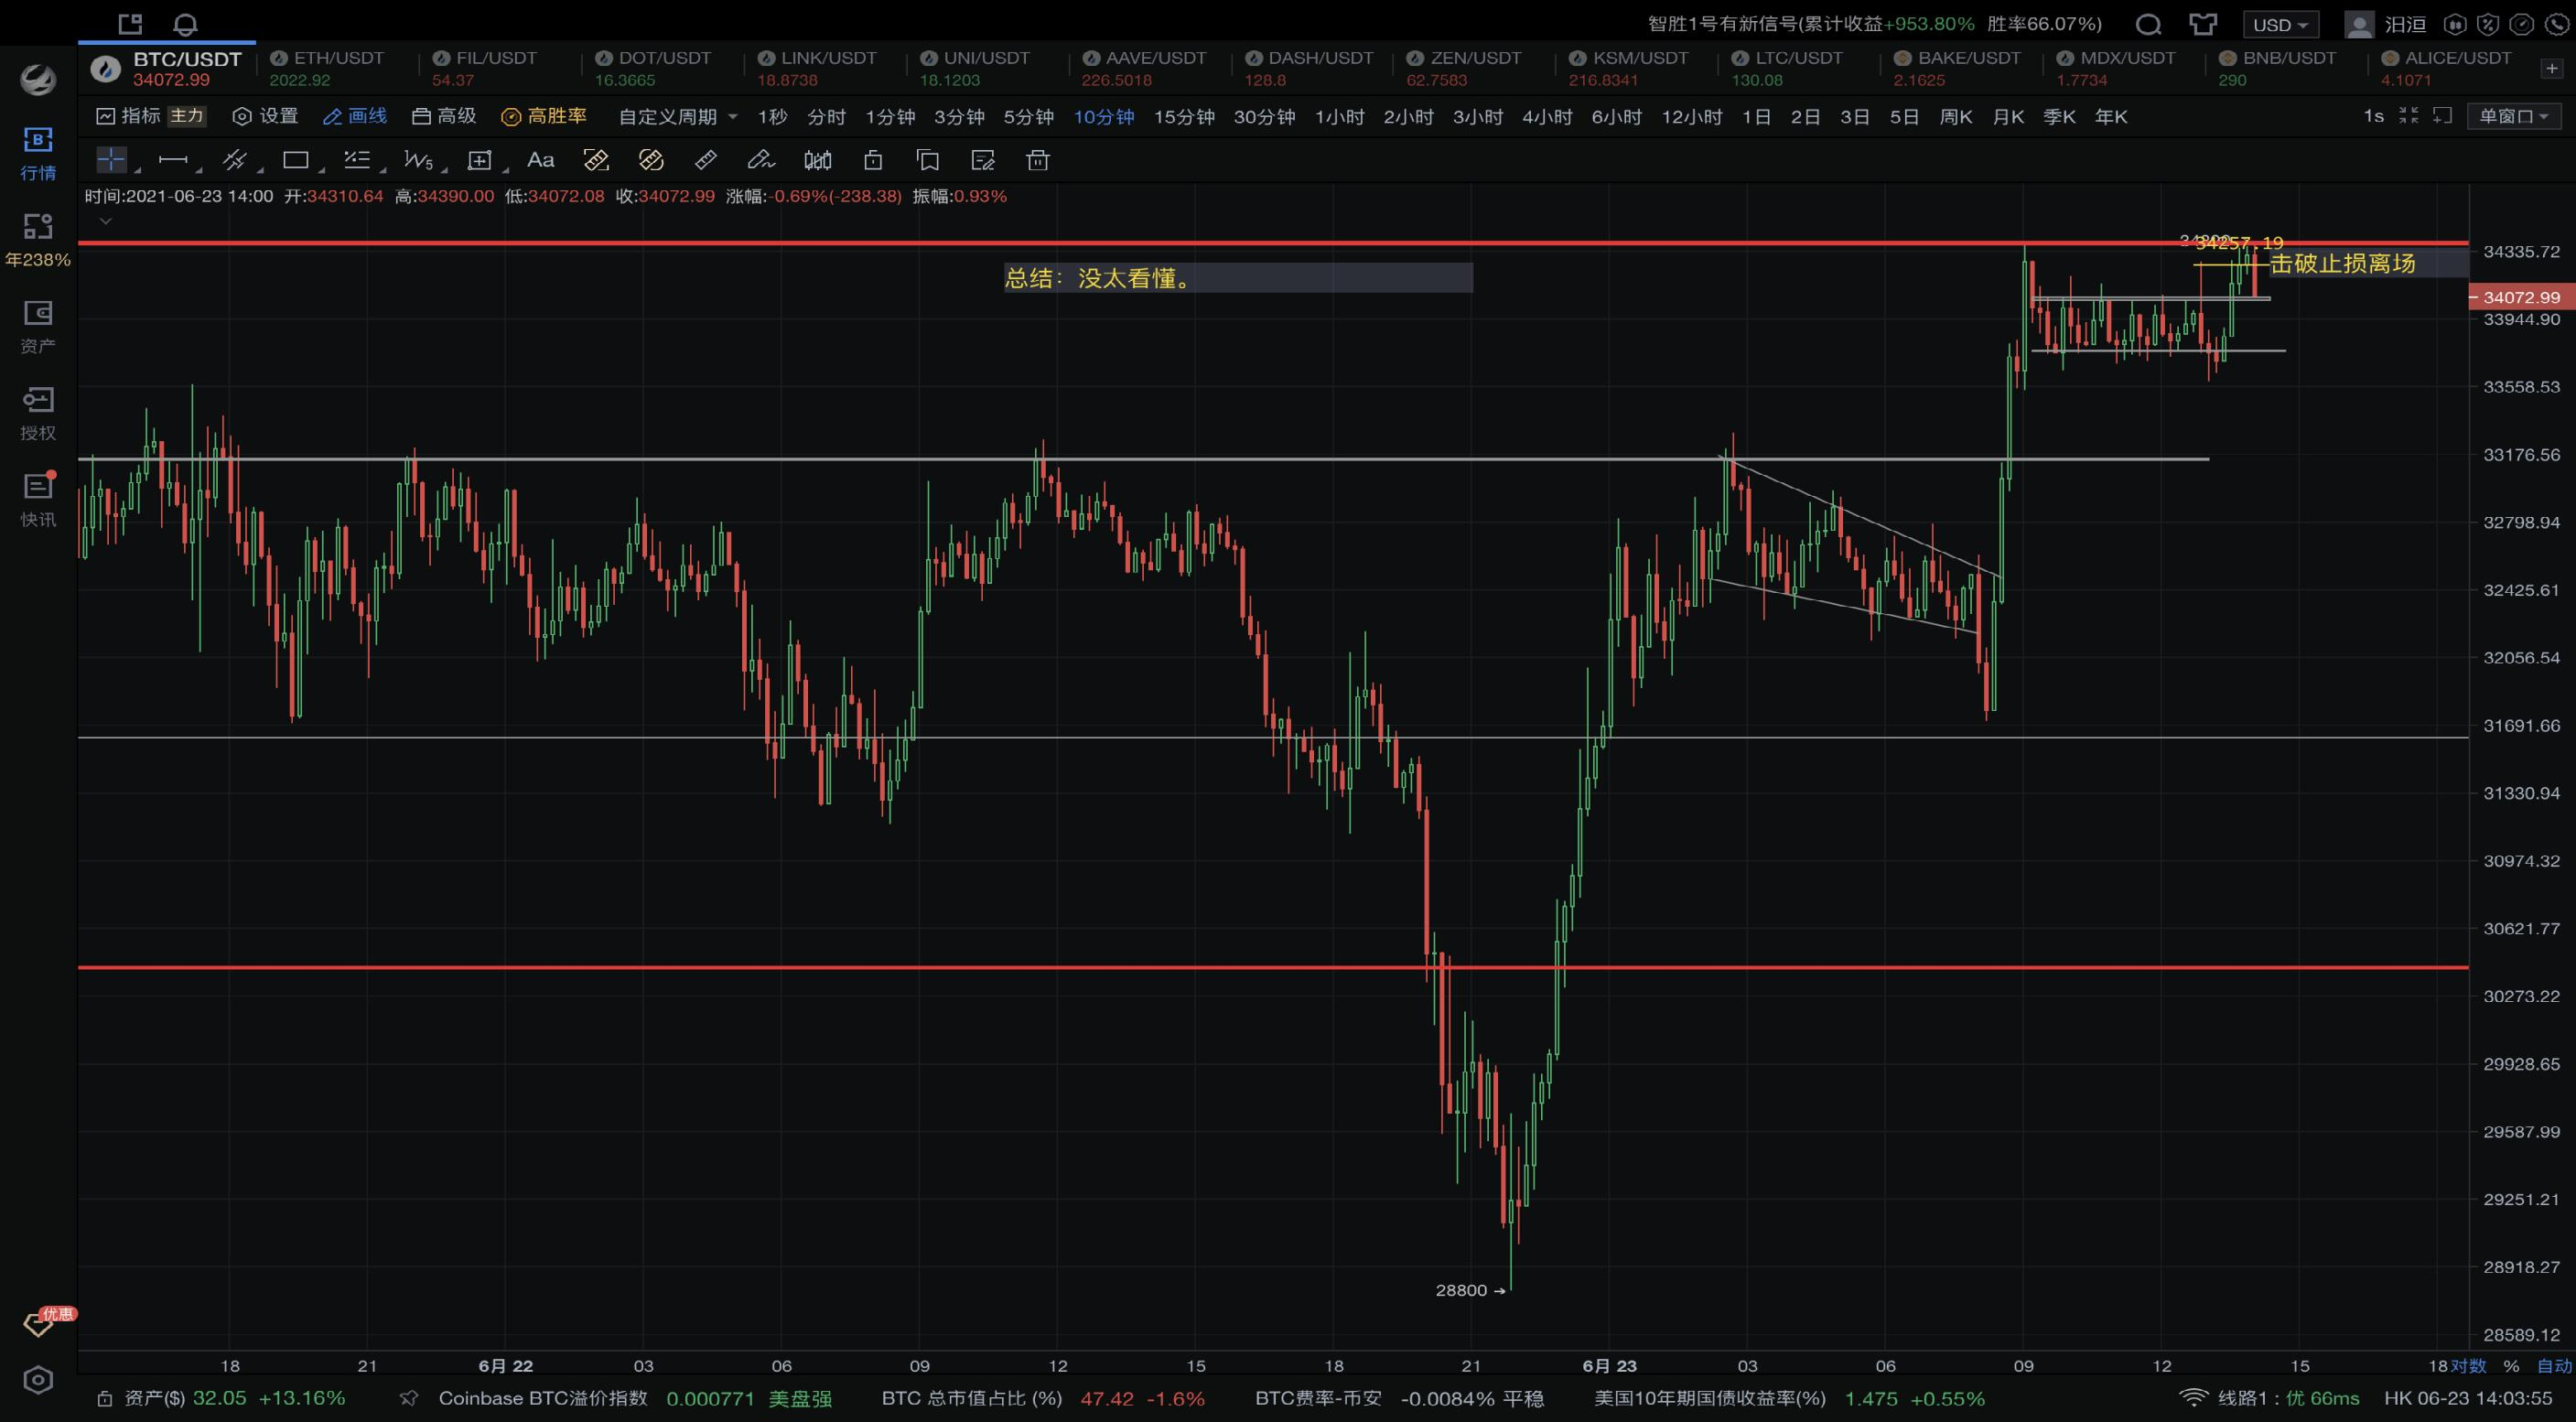 智胜1号有新信号(累计收益+953.80% 胜率66.07%) USD 汨洹
BTC/USDT ETH/USDT FIL/USDT DOT/USDT LINK/USDT UNI/USDT AAVE/USDT DASH/USDT ZEN/USDT KSM/USDT LTC/USDT BAKE/USDT MDX/USDT BNB/USDT ALICE/USDT
34072.99 2022.92 54.37 16.3665 18.8738 18.1203 226.5018 128.8 62.7583 216.8341 130.08 2.1625 1.7734 290 4.1071
指标 主力 设置 画线 高级 高胜率 自定义周期 1秒 分时 1分钟 3分钟 5分钟 10分钟 15分钟 30分钟 1小时 2小时 3小时 4小时 6小时 12小时 1日 2日 3日 5日 周K 月K 季K 年K 1s 单窗口
Aa
时间:2021-06-23 14:00 开:34310.64 高:34390.00 低:34072.08 收:34072.99 涨幅:-0.69%(-238.38) 振幅:0.93%
行情
年238%
资产
授权
快讯
优惠
34257.19
总结：没太看懂。
击破止损离场
28800
34335.72
34072.99
33944.90
33558.53
33176.56
32798.94
32425.61
32056.54
31691.66
31330.94
30974.32
30621.77
30273.22
29928.65
29587.99
29251.21
28918.27
28589.12
18 21 6月 22 03 06 09 12 15 18 21 6月 23 03 06 09 12 15 18 对数 % 自动
资产($) 32.05 +13.16% Coinbase BTC溢价指数 0.000771 美盘强 BTC 总市值占比 (%) 47.42 -1.6% BTC费率-币安 -0.0084% 平稳 美国10年期国债收益率(%) 1.475 +0.55% 线路1：优 66ms HK 06-23 14:03:55